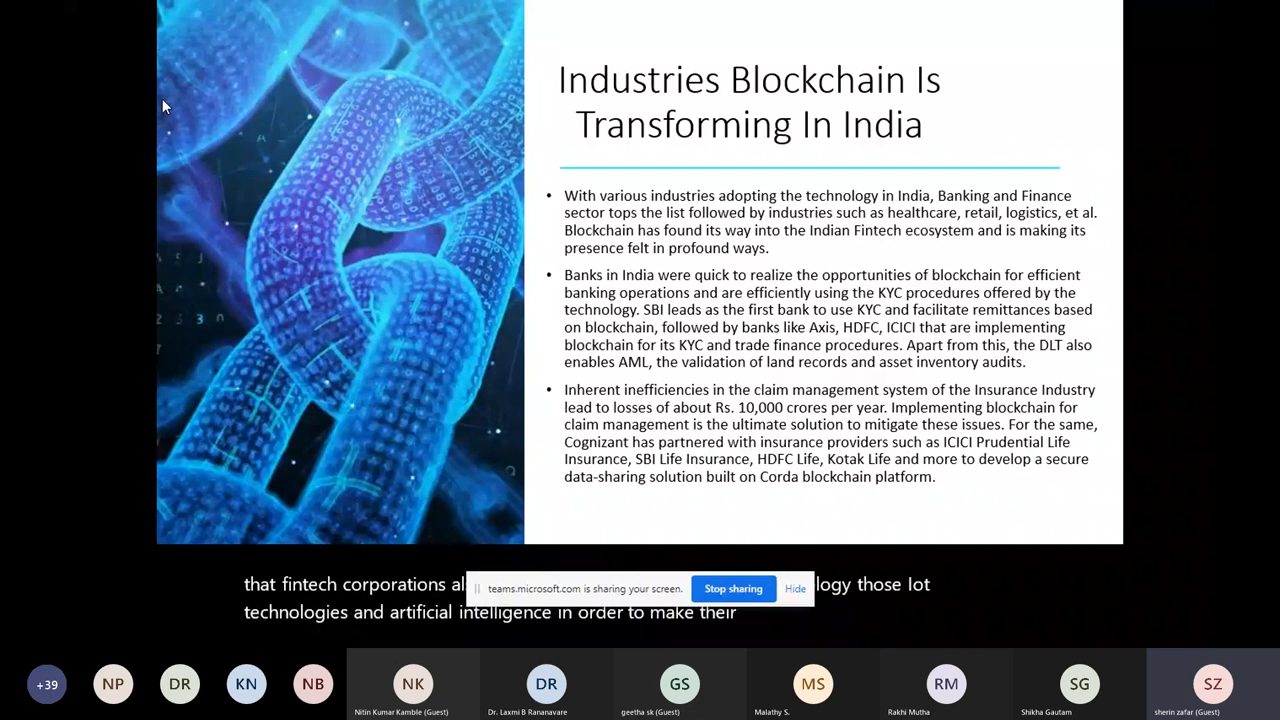 Industries Blockchain Is
Transforming In India
• With various industries adopting the technology in India, Banking and Finance
sector tops the list followed by industries such as healthcare, retail, logistics, et al.
Blockchain has found its way into the Indian Fintech ecosystem and is making its
presence felt in profound ways.
• Banks in India were quick to realize the opportunities of blockchain for efficient
banking operations and are efficiently using the KYC procedures offered by the
technology. SBI leads as the first bank to use KYC and facilitate remittances based
on blockchain, followed by banks like Axis, HDFC, ICICI that are implementing
blockchain for its KYC and trade finance procedures. Apart from this, the DLT also
enables AML, the validation of land records and asset inventory audits.
• Inherent inefficiencies in the claim management system of the Insurance Industry
lead to losses of about Rs. 10,000 crores per year. Implementing blockchain for
claim management is the ultimate solution to mitigate these issues. For the same,
Cognizant has partnered with insurance providers such as ICICI Prudential Life
Insurance, SBI Life Insurance, HDFC Life, Kotak Life and more to develop a secure
data-sharing solution built on Corda blockchain platform.
that fintech corporations those Iot
teams.microsoft.com is sharing your screen. Stop sharing Hide
technologies and artificial intelligence in order to make their
+39 NP DR KN NB NK DR GS MS RM SG SZ
Nitin Kumar Kamble (Guest) Dr. Laxmi B Rananavare geetha sk (Guest) Malathy S. Rakhi Mutha Shikha Gautam sherin zafar (Guest)